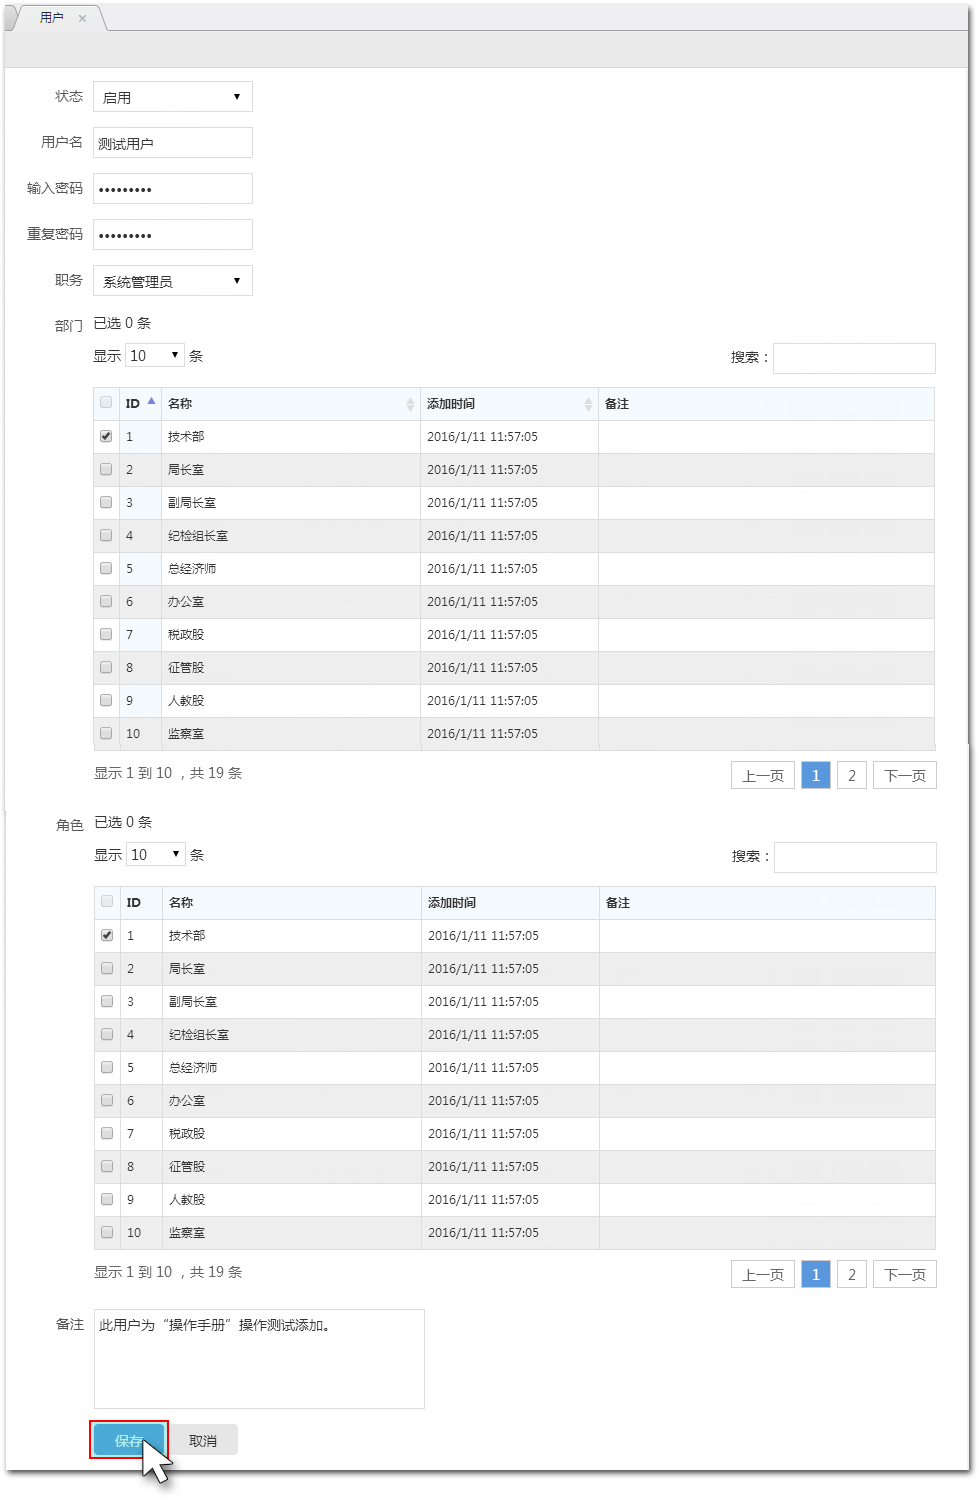 用户 ×
状态 启用
用户名 测试用户
输入密码 •••••••••
重复密码 •••••••••
职务 系统管理员
部门 已选 0 条
显示 10 条 搜索：
ID 名称 添加时间 备注
1 技术部 2016/1/11 11:57:05
2 局长室 2016/1/11 11:57:05
3 副局长室 2016/1/11 11:57:05
4 纪检组长室 2016/1/11 11:57:05
5 总经济师 2016/1/11 11:57:05
6 办公室 2016/1/11 11:57:05
7 税政股 2016/1/11 11:57:05
8 征管股 2016/1/11 11:57:05
9 人教股 2016/1/11 11:57:05
10 监察室 2016/1/11 11:57:05
显示 1 到 10 ，共 19 条 上一页 1 2 下一页
角色 已选 0 条
显示 10 条 搜索：
ID 名称 添加时间 备注
1 技术部 2016/1/11 11:57:05
2 局长室 2016/1/11 11:57:05
3 副局长室 2016/1/11 11:57:05
4 纪检组长室 2016/1/11 11:57:05
5 总经济师 2016/1/11 11:57:05
6 办公室 2016/1/11 11:57:05
7 税政股 2016/1/11 11:57:05
8 征管股 2016/1/11 11:57:05
9 人教股 2016/1/11 11:57:05
10 监察室 2016/1/11 11:57:05
显示 1 到 10 ，共 19 条 上一页 1 2 下一页
备注 此用户为“操作手册”操作测试添加。
保存 取消